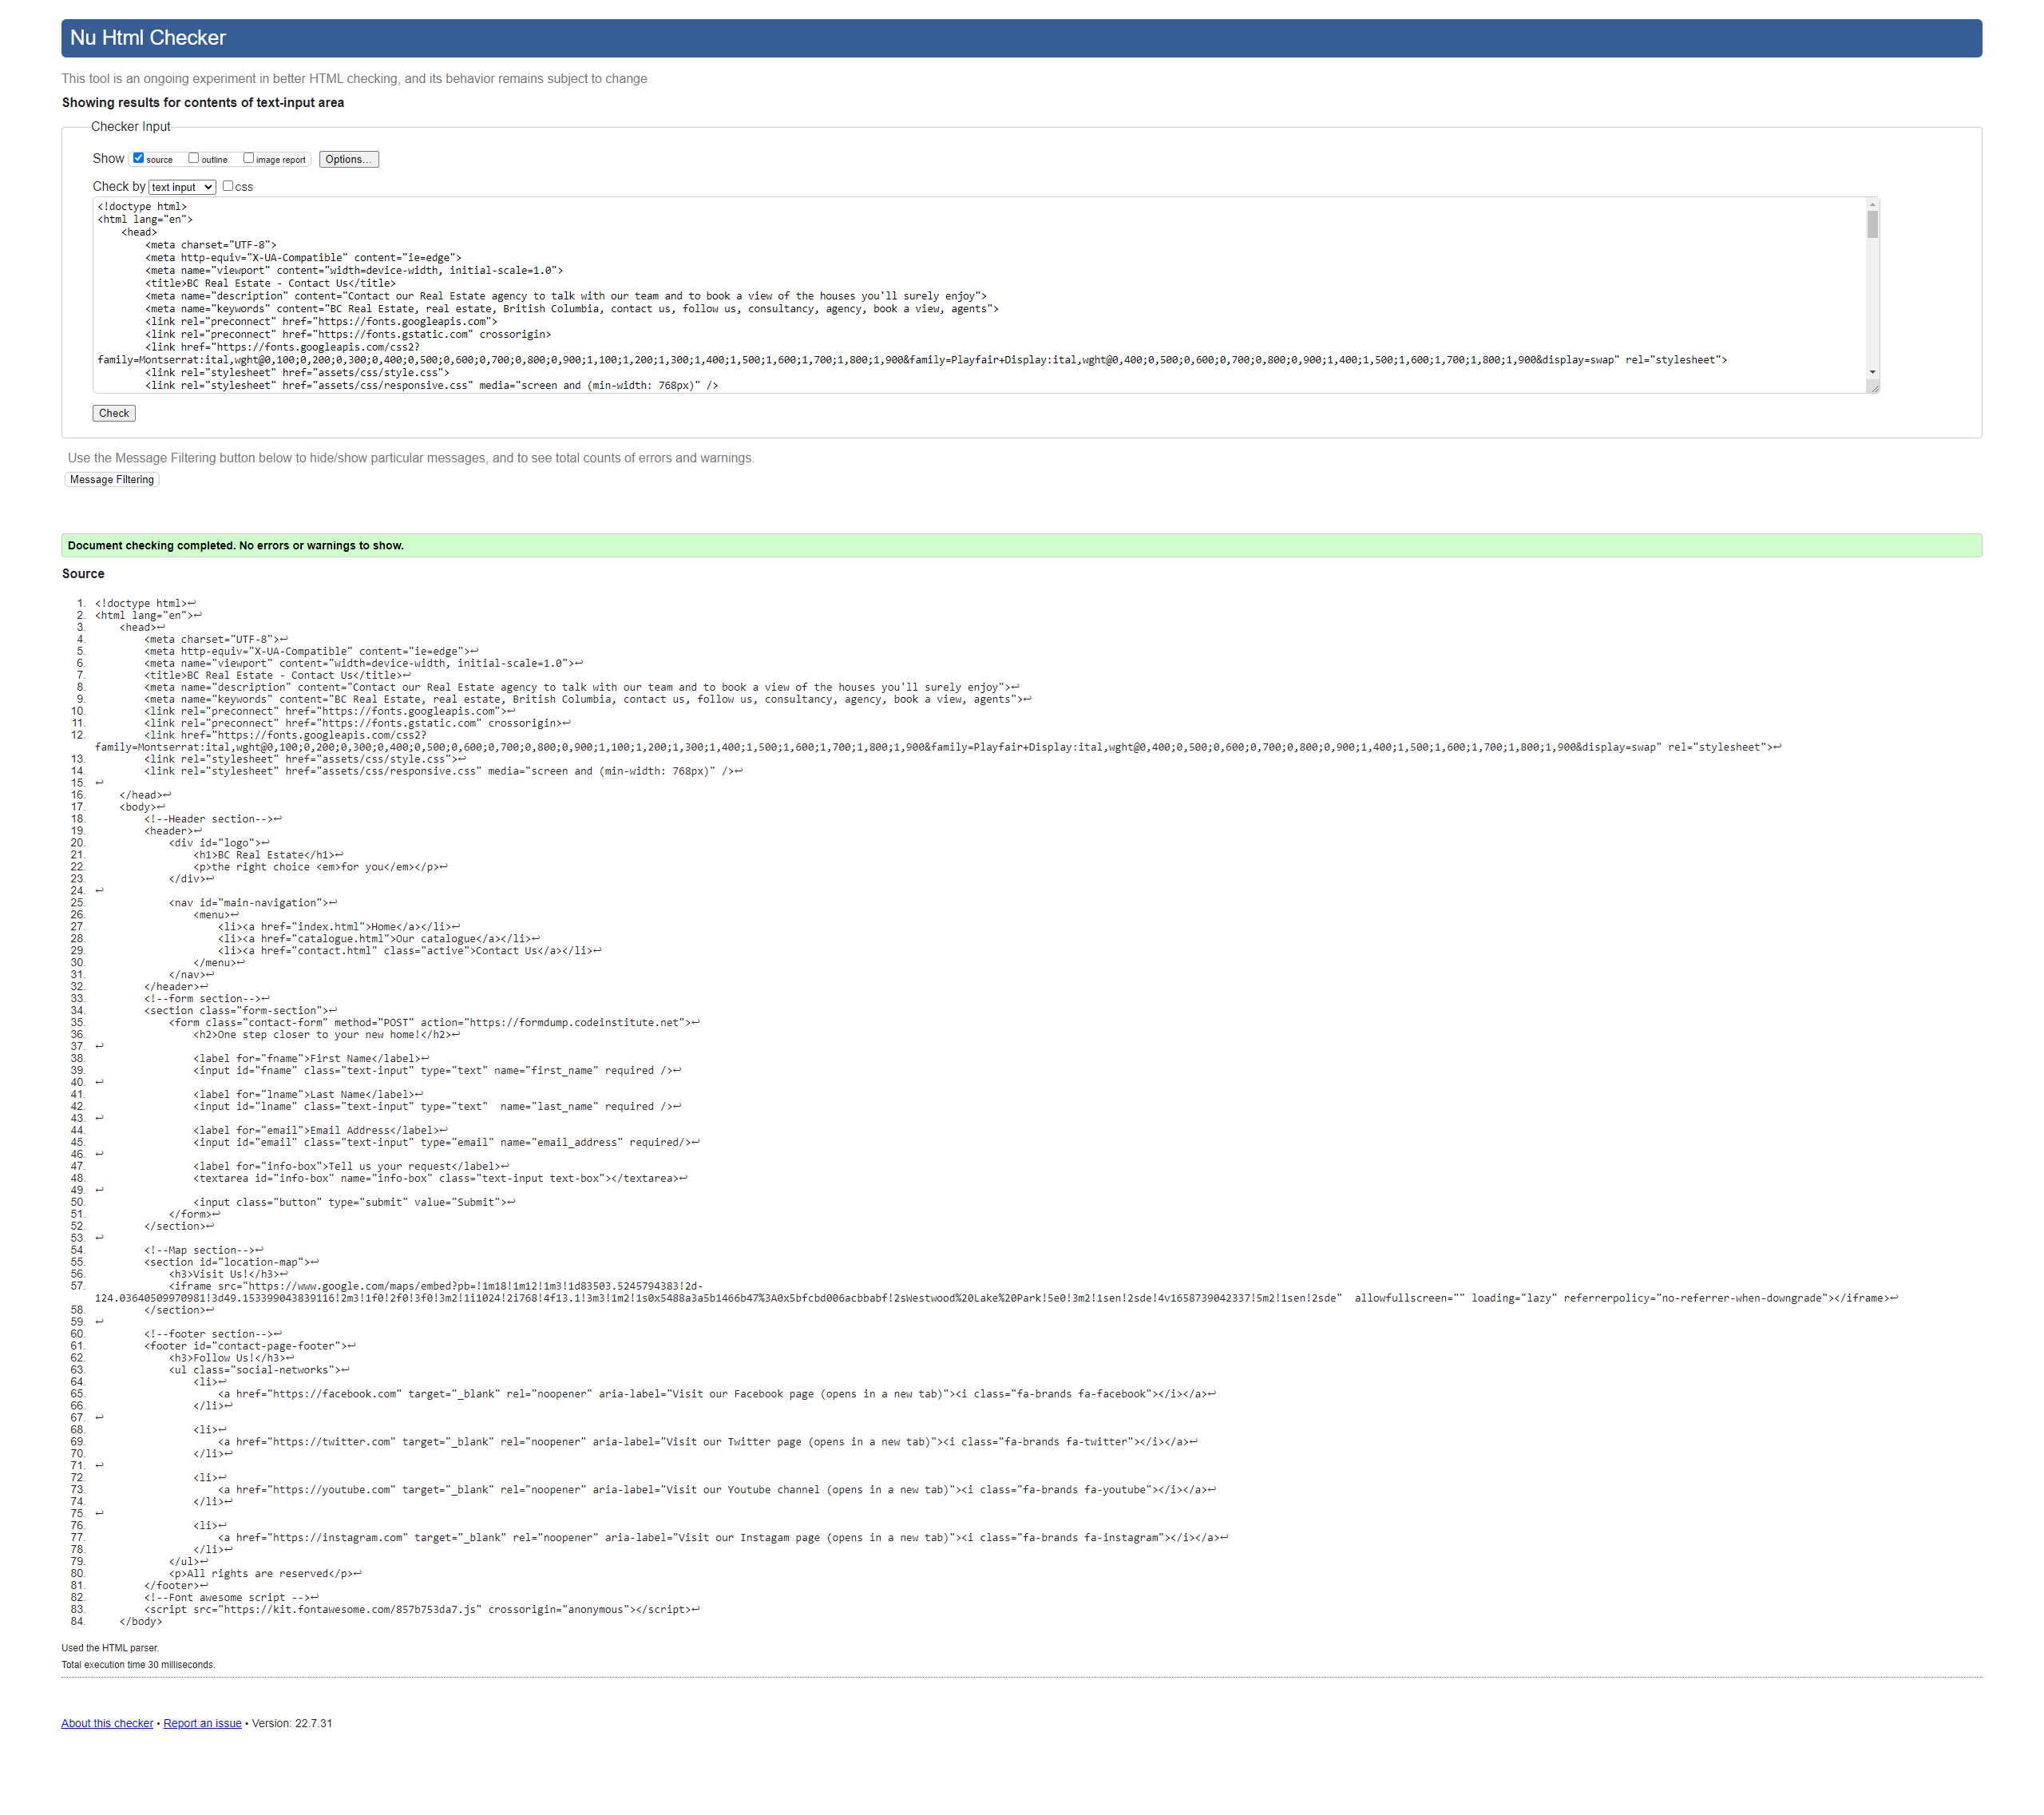 Nu Html Checker
This tool is an ongoing experiment in better HTML checking, and its behavior remains subject to change
Showing results for contents of text-input area
Checker Input
Show source outline image report Options...
Check by text input css
<!doctype html>
<html lang="en">
    <head>
        <meta charset="UTF-8">
        <meta http-equiv="X-UA-Compatible" content="ie=edge">
        <meta name="viewport" content="width=device-width, initial-scale=1.0">
        <title>BC Real Estate - Contact Us</title>
        <meta name="description" content="Contact our Real Estate agency to talk with our team and to book a view of the houses you'll surely enjoy">
        <meta name="keywords" content="BC Real Estate, real estate, British Columbia, contact us, follow us, consultancy, agency, book a view, agents">
        <link rel="preconnect" href="https://fonts.googleapis.com">
        <link rel="preconnect" href="https://fonts.gstatic.com" crossorigin>
        <link href="https://fonts.googleapis.com/css2?
family=Montserrat:ital,wght@0,100;0,200;0,300;0,400;0,500;0,600;0,700;0,800;0,900;1,100;1,200;1,300;1,400;1,500;1,600;1,700;1,800;1,900&family=Playfair+Display:ital,wght@0,400;0,500;0,600;0,700;0,800;0,900;1,400;1,500;1,600;1,700;1,800;1,900&display=swap" rel="stylesheet">
        <link rel="stylesheet" href="assets/css/style.css">
        <link rel="stylesheet" href="assets/css/responsive.css" media="screen and (min-width: 768px)" />
Check
Use the Message Filtering button below to hide/show particular messages, and to see total counts of errors and warnings.
Message Filtering
Document checking completed. No errors or warnings to show.
Source
1. <!doctype html>↩
2. <html lang="en">↩
3.     <head>↩
4.         <meta charset="UTF-8">↩
5.         <meta http-equiv="X-UA-Compatible" content="ie=edge">↩
6.         <meta name="viewport" content="width=device-width, initial-scale=1.0">↩
7.         <title>BC Real Estate - Contact Us</title>↩
8.         <meta name="description" content="Contact our Real Estate agency to talk with our team and to book a view of the houses you'll surely enjoy">↩
9.         <meta name="keywords" content="BC Real Estate, real estate, British Columbia, contact us, follow us, consultancy, agency, book a view, agents">↩
10.         <link rel="preconnect" href="https://fonts.googleapis.com">↩
11.         <link rel="preconnect" href="https://fonts.gstatic.com" crossorigin>↩
12.         <link href="https://fonts.googleapis.com/css2?
family=Montserrat:ital,wght@0,100;0,200;0,300;0,400;0,500;0,600;0,700;0,800;0,900;1,100;1,200;1,300;1,400;1,500;1,600;1,700;1,800;1,900&family=Playfair+Display:ital,wght@0,400;0,500;0,600;0,700;0,800;0,900;1,400;1,500;1,600;1,700;1,800;1,900&display=swap" rel="stylesheet">↩
13.         <link rel="stylesheet" href="assets/css/style.css">↩
14.         <link rel="stylesheet" href="assets/css/responsive.css" media="screen and (min-width: 768px)" />↩
15. ↩
16.     </head>↩
17.     <body>↩
18.         <!--Header section-->↩
19.         <header>↩
20.             <div id="logo">↩
21.                 <h1>BC Real Estate</h1>↩
22.                 <p>the right choice <em>for you</em></p>↩
23.             </div>↩
24. ↩
25.             <nav id="main-navigation">↩
26.                 <menu>↩
27.                     <li><a href="index.html">Home</a></li>↩
28.                     <li><a href="catalogue.html">Our catalogue</a></li>↩
29.                     <li><a href="contact.html" class="active">Contact Us</a></li>↩
30.                 </menu>↩
31.             </nav>↩
32.         </header>↩
33.         <!--form section-->↩
34.         <section class="form-section">↩
35.             <form class="contact-form" method="POST" action="https://formdump.codeinstitute.net">↩
36.                 <h2>One step closer to your new home!</h2>↩
37. ↩
38.                 <label for="fname">First Name</label>↩
39.                 <input id="fname" class="text-input" type="text" name="first_name" required />↩
40. ↩
41.                 <label for="lname">Last Name</label>↩
42.                 <input id="lname" class="text-input" type="text"  name="last_name" required />↩
43. ↩
44.                 <label for="email">Email Address</label>↩
45.                 <input id="email" class="text-input" type="email" name="email_address" required/>↩
46. ↩
47.                 <label for="info-box">Tell us your request</label>↩
48.                 <textarea id="info-box" name="info-box" class="text-input text-box"></textarea>↩
49. ↩
50.                 <input class="button" type="submit" value="Submit">↩
51.             </form>↩
52.         </section>↩
53. ↩
54.         <!--Map section-->↩
55.         <section id="location-map">↩
56.             <h3>Visit Us!</h3>↩
57.             <iframe src="https://www.google.com/maps/embed?pb=!1m18!1m12!1m3!1d83503.5245794383!2d-
124.03640509970981!3d49.153399043839116!2m3!1f0!2f0!3f0!3m2!1i1024!2i768!4f13.1!3m3!1m2!1s0x5488a3a5b1466b47%3A0x5bfcbd006acbbabf!2sWestwood%20Lake%20Park!5e0!3m2!1sen!2sde!4v1658739042337!5m2!1sen!2sde"  allowfullscreen="" loading="lazy" referrerpolicy="no-referrer-when-downgrade"></iframe>↩
58.         </section>↩
59. ↩
60.         <!--footer section-->↩
61.         <footer id="contact-page-footer">↩
62.             <h3>Follow Us!</h3>↩
63.             <ul class="social-networks">↩
64.                 <li>↩
65.                     <a href="https://facebook.com" target="_blank" rel="noopener" aria-label="Visit our Facebook page (opens in a new tab)"><i class="fa-brands fa-facebook"></i></a>↩
66.                 </li>↩
67. ↩
68.                 <li>↩
69.                     <a href="https://twitter.com" target="_blank" rel="noopener" aria-label="Visit our Twitter page (opens in a new tab)"><i class="fa-brands fa-twitter"></i></a>↩
70.                 </li>↩
71. ↩
72.                 <li>↩
73.                     <a href="https://youtube.com" target="_blank" rel="noopener" aria-label="Visit our Youtube channel (opens in a new tab)"><i class="fa-brands fa-youtube"></i></a>↩
74.                 </li>↩
75. ↩
76.                 <li>↩
77.                     <a href="https://instagram.com" target="_blank" rel="noopener" aria-label="Visit our Instagam page (opens in a new tab)"><i class="fa-brands fa-instagram"></i></a>↩
78.                 </li>↩
79.             </ul>↩
80.             <p>All rights are reserved</p>↩
81.         </footer>↩
82.         <!--Font awesome script -->↩
83.         <script src="https://kit.fontawesome.com/857b753da7.js" crossorigin="anonymous"></script>↩
84.     </body>
Used the HTML parser.
Total execution time 30 milliseconds.
About this checker • Report an issue • Version: 22.7.31